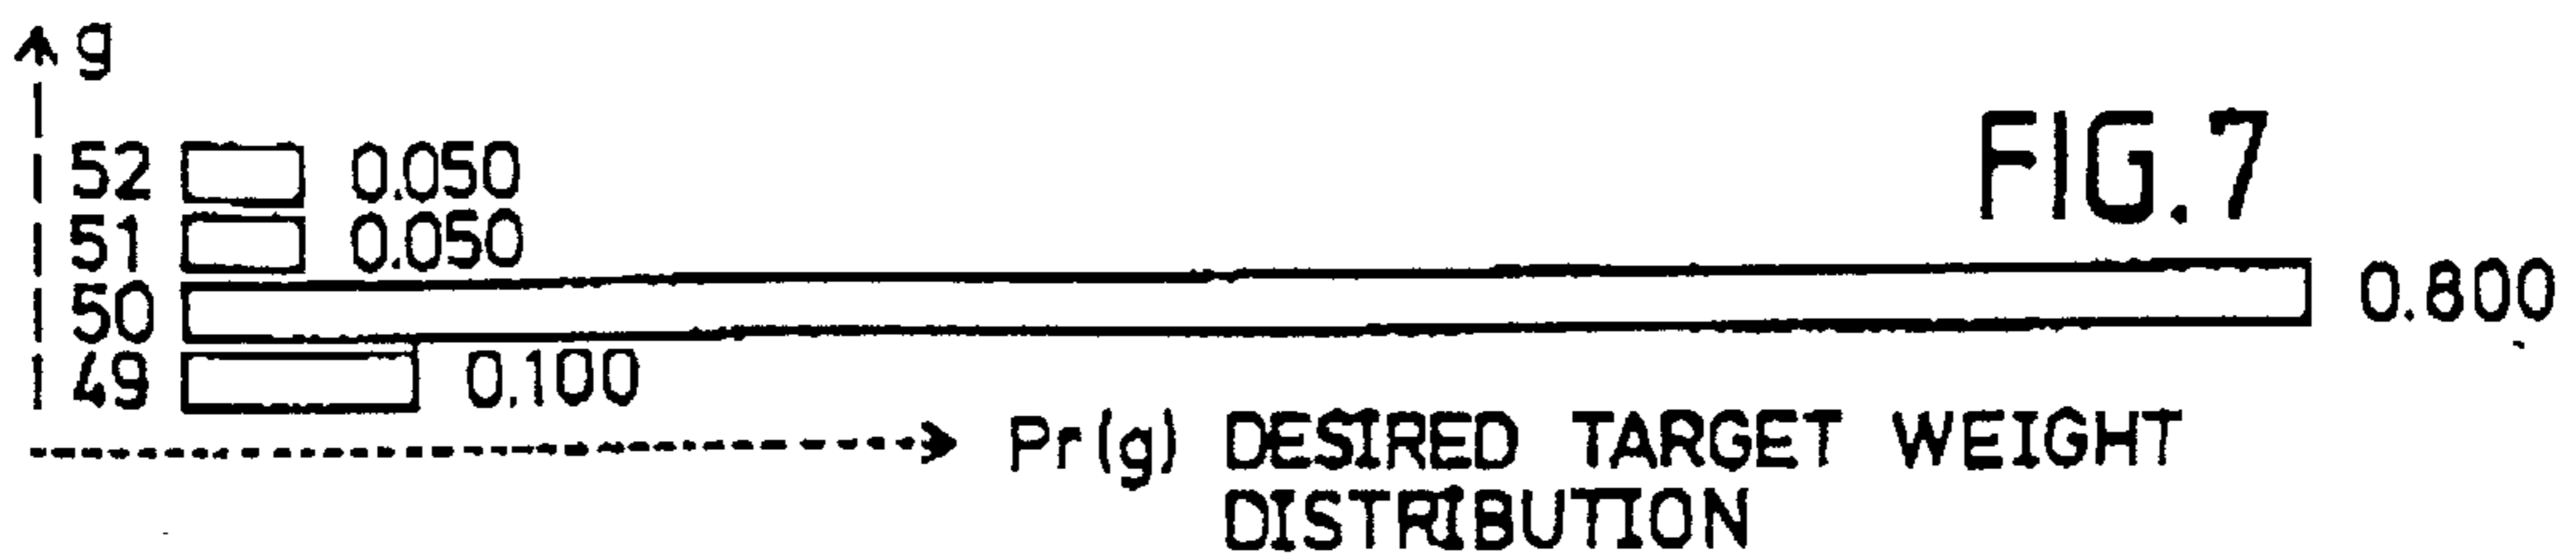 g
FIG.7
52 0.050
51 0.050
50 0.800
49 0.100
Pr(g) DESIRED TARGET WEIGHT
DISTRIBUTION